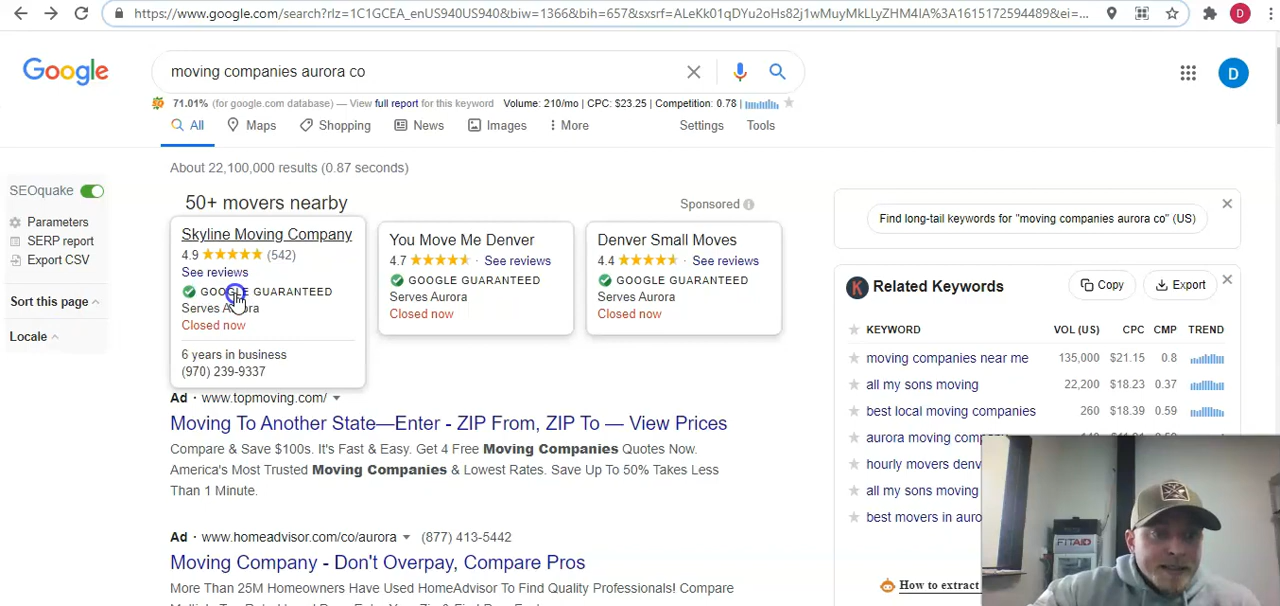 https://www.google.com/search?rlz=1C1GCEA_enUS940US940&biw=1366&bih=657&sxsrf=ALeKk01qDYu2oHs82j1wMuyMkLLyZHM4IA%3A1615172594489&ei=...
D
Google
moving companies aurora co
D
71.01% (for google.com database) — View full report for this keyword Volume: 210/mo | CPC: $23.25 | Competition: 0.78 |
All Maps Shopping News Images More Settings Tools
About 22,100,000 results (0.87 seconds)
SEOquake
Parameters
SERP report
Export CSV
Sort this page
Locale
50+ movers nearby
Sponsored
Skyline Moving Company
4.9 (542)
See reviews
GOOGLE GUARANTEED
Serves Aurora
Closed now
6 years in business
(970) 239-9337
You Move Me Denver
4.7 · See reviews
GOOGLE GUARANTEED
Serves Aurora
Closed now
Denver Small Moves
4.4 · See reviews
GOOGLE GUARANTEED
Serves Aurora
Closed now
Ad · www.topmoving.com/
Moving To Another State—Enter - ZIP From, ZIP To — View Prices
Compare & Save $100s. It's Fast & Easy. Get 4 Free Moving Companies Quotes Now.
America's Most Trusted Moving Companies & Lowest Rates. Save Up To 50% Takes Less
Than 1 Minute.
Ad · www.homeadvisor.com/co/aurora (877) 413-5442
Moving Company - Don't Overpay, Compare Pros
More Than 25M Homeowners Have Used HomeAdvisor To Find Quality Professionals! Compare
Find long-tail keywords for "moving companies aurora co" (US)
K Related Keywords Copy Export
KEYWORD VOL (US) CPC CMP TREND
moving companies near me 135,000 $21.15 0.8
all my sons moving 22,200 $18.23 0.37
best local moving companies 260 $18.39 0.59
aurora moving
hourly movers
all my sons moving
best movers in
How to extract
FITAID